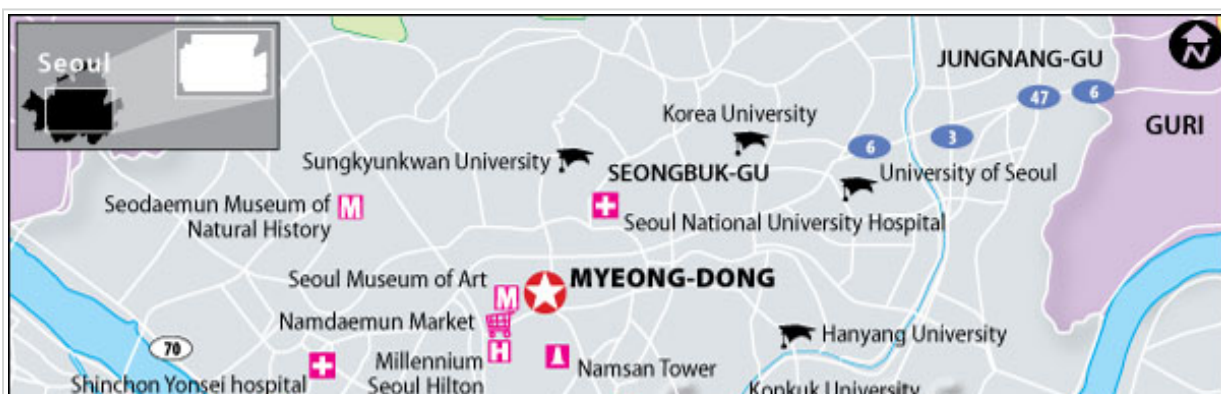 Seoul
JUNGNANG-GU
47
6
Korea University
GURI
3
6
Sungkyunkwan University
SEONGBUK-GU
University of Seoul
Seodaemun Museum of
Natural History
M
Seoul National University Hospital
Seoul Museum of Art
M
MYEONG-DONG
Namdaemun Market
Hanyang University
70
Millennium
Seoul Hilton
H
Namsan Tower
Shinchon Yonsei hospital
Konkuk University
N